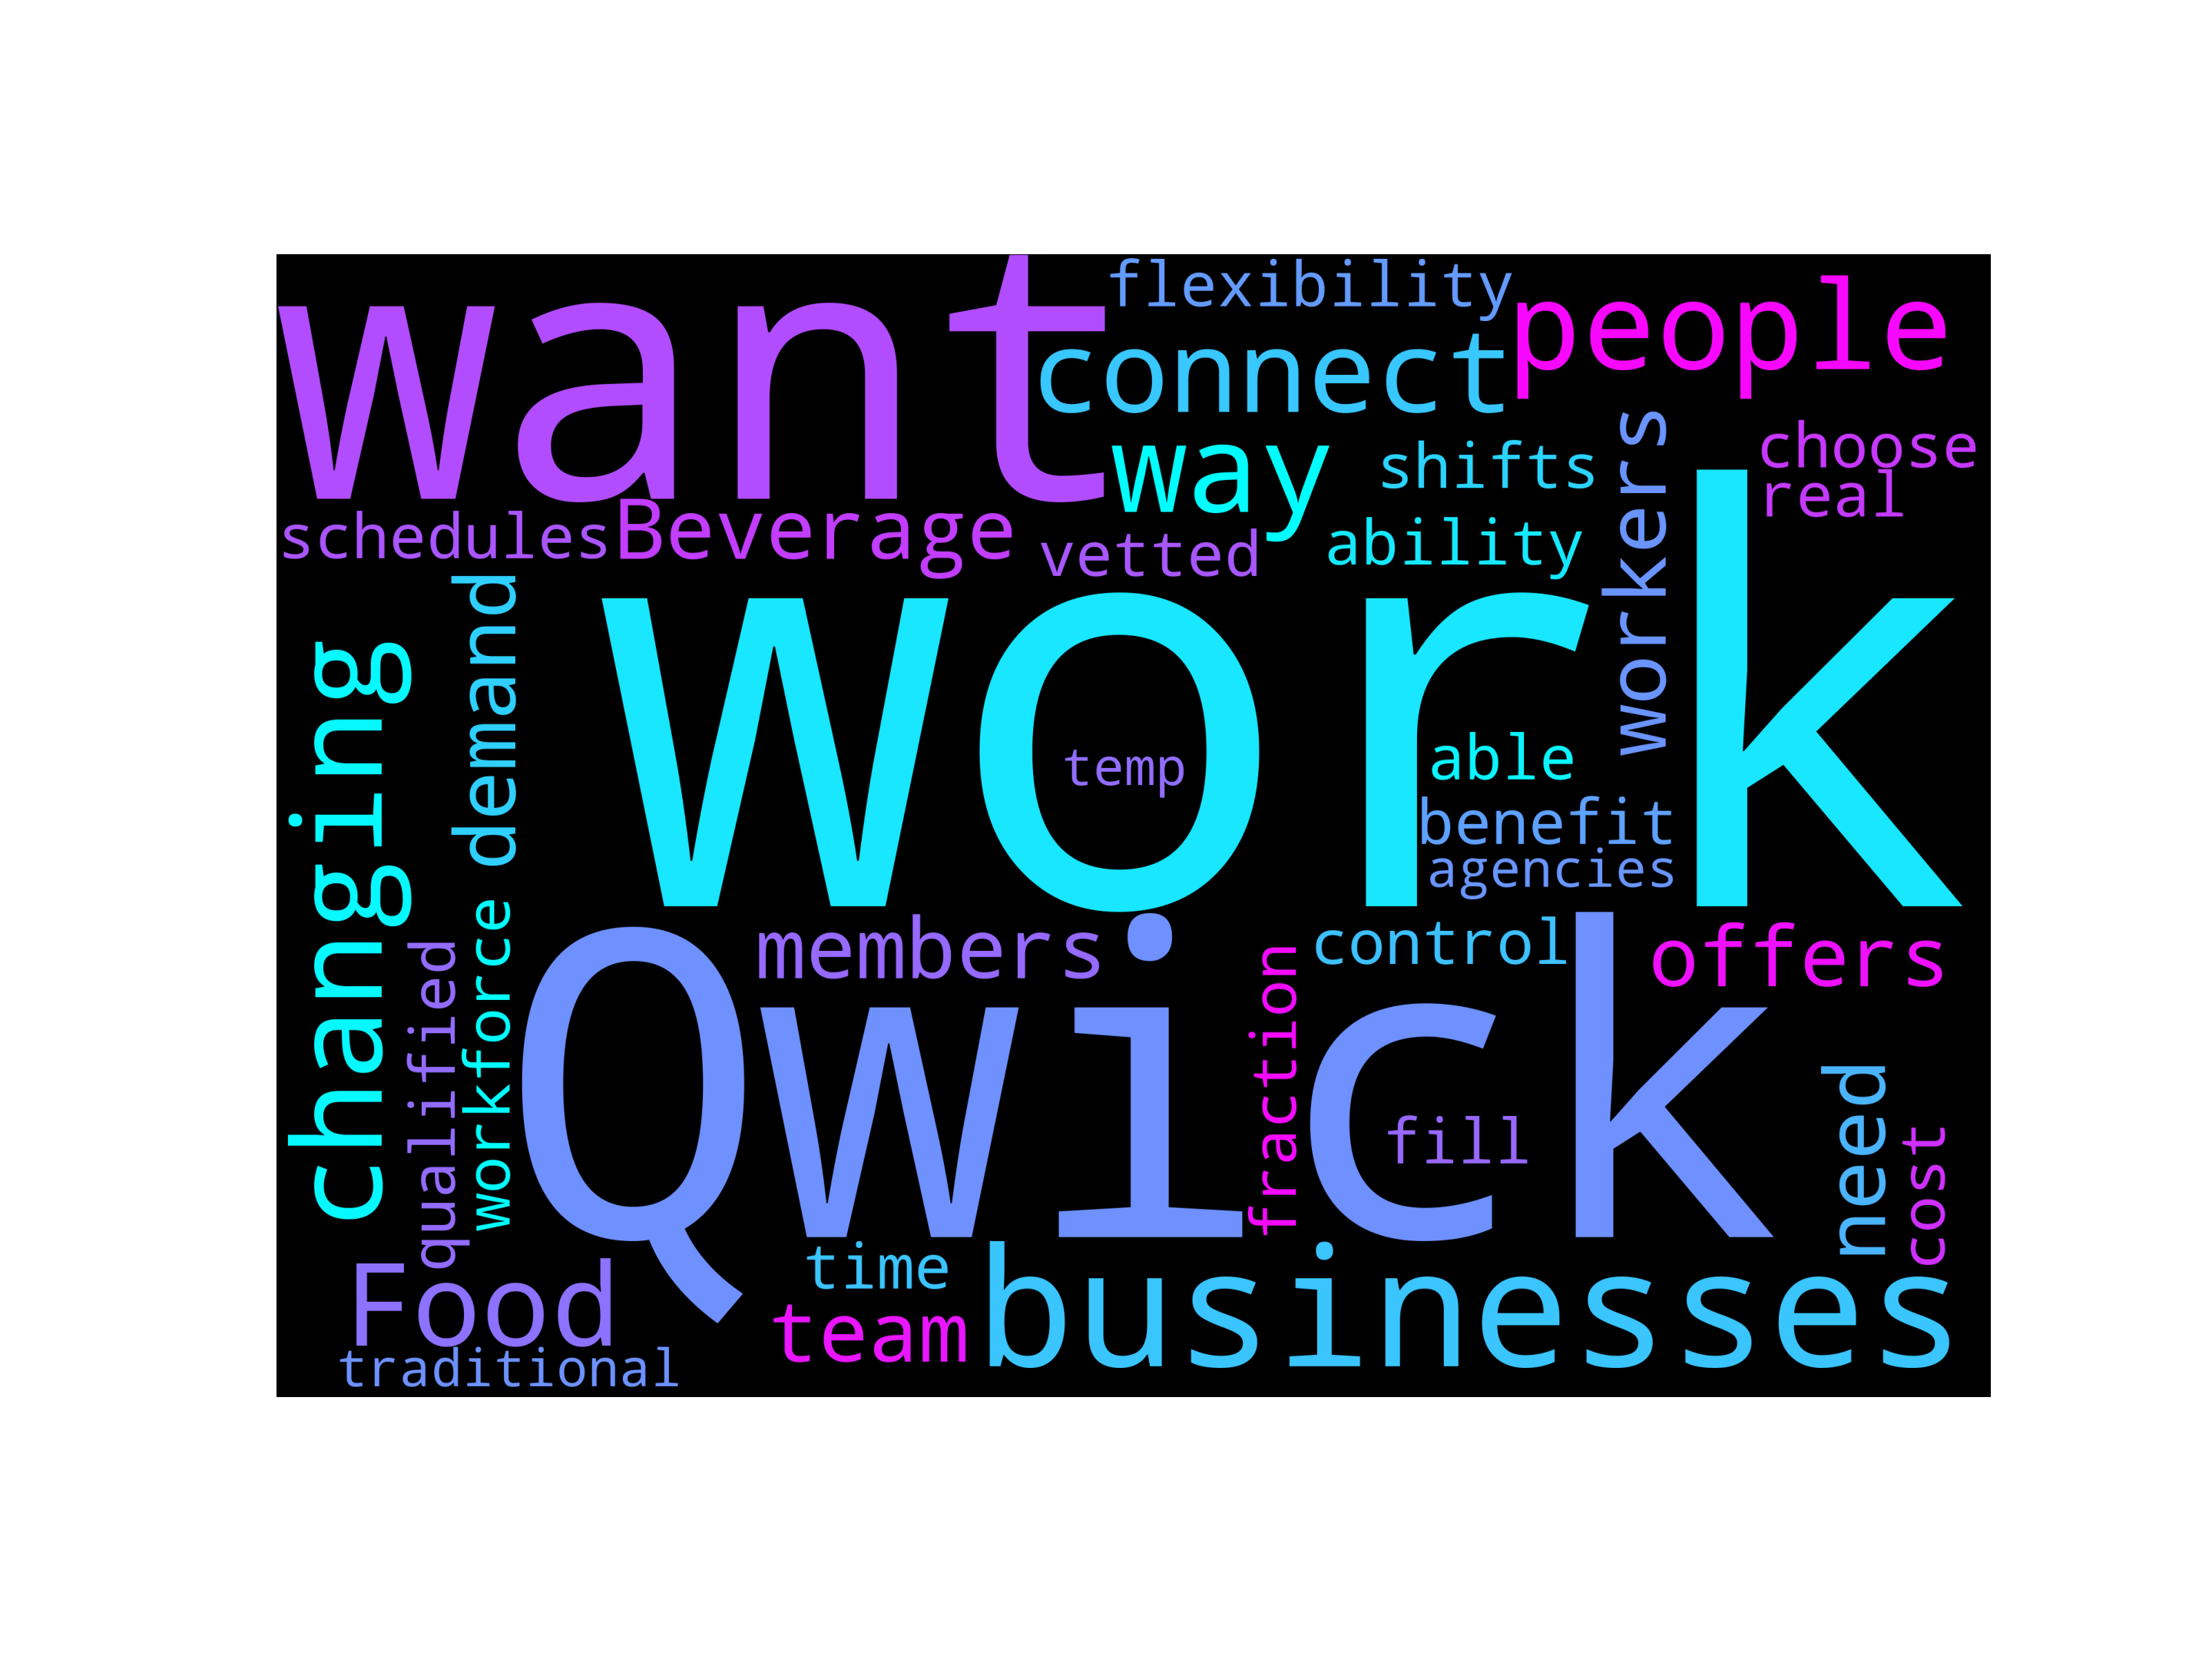 want
flexibility
people
connect
way
shifts
choose
real
workers
schedules
Beverage
vetted
ability
work
demand
changing
temp
able
benefit
agencies
members
control
offers
Qwick
qualified
workforce
fraction
fill
need
cost
Food
time
team
businesses
traditional